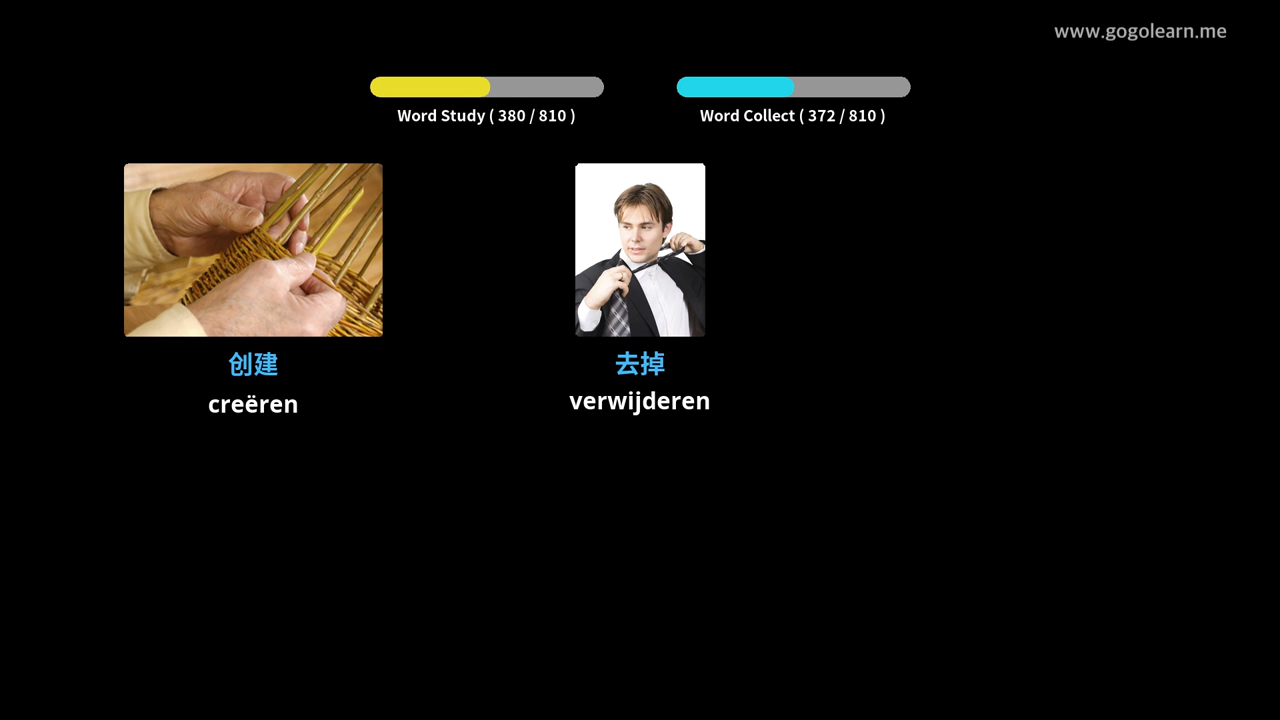 www.gogolearn.me
Word Study ( 380 / 810 )
Word Collect ( 372 / 810 )
创建
creëren
去掉
verwijderen